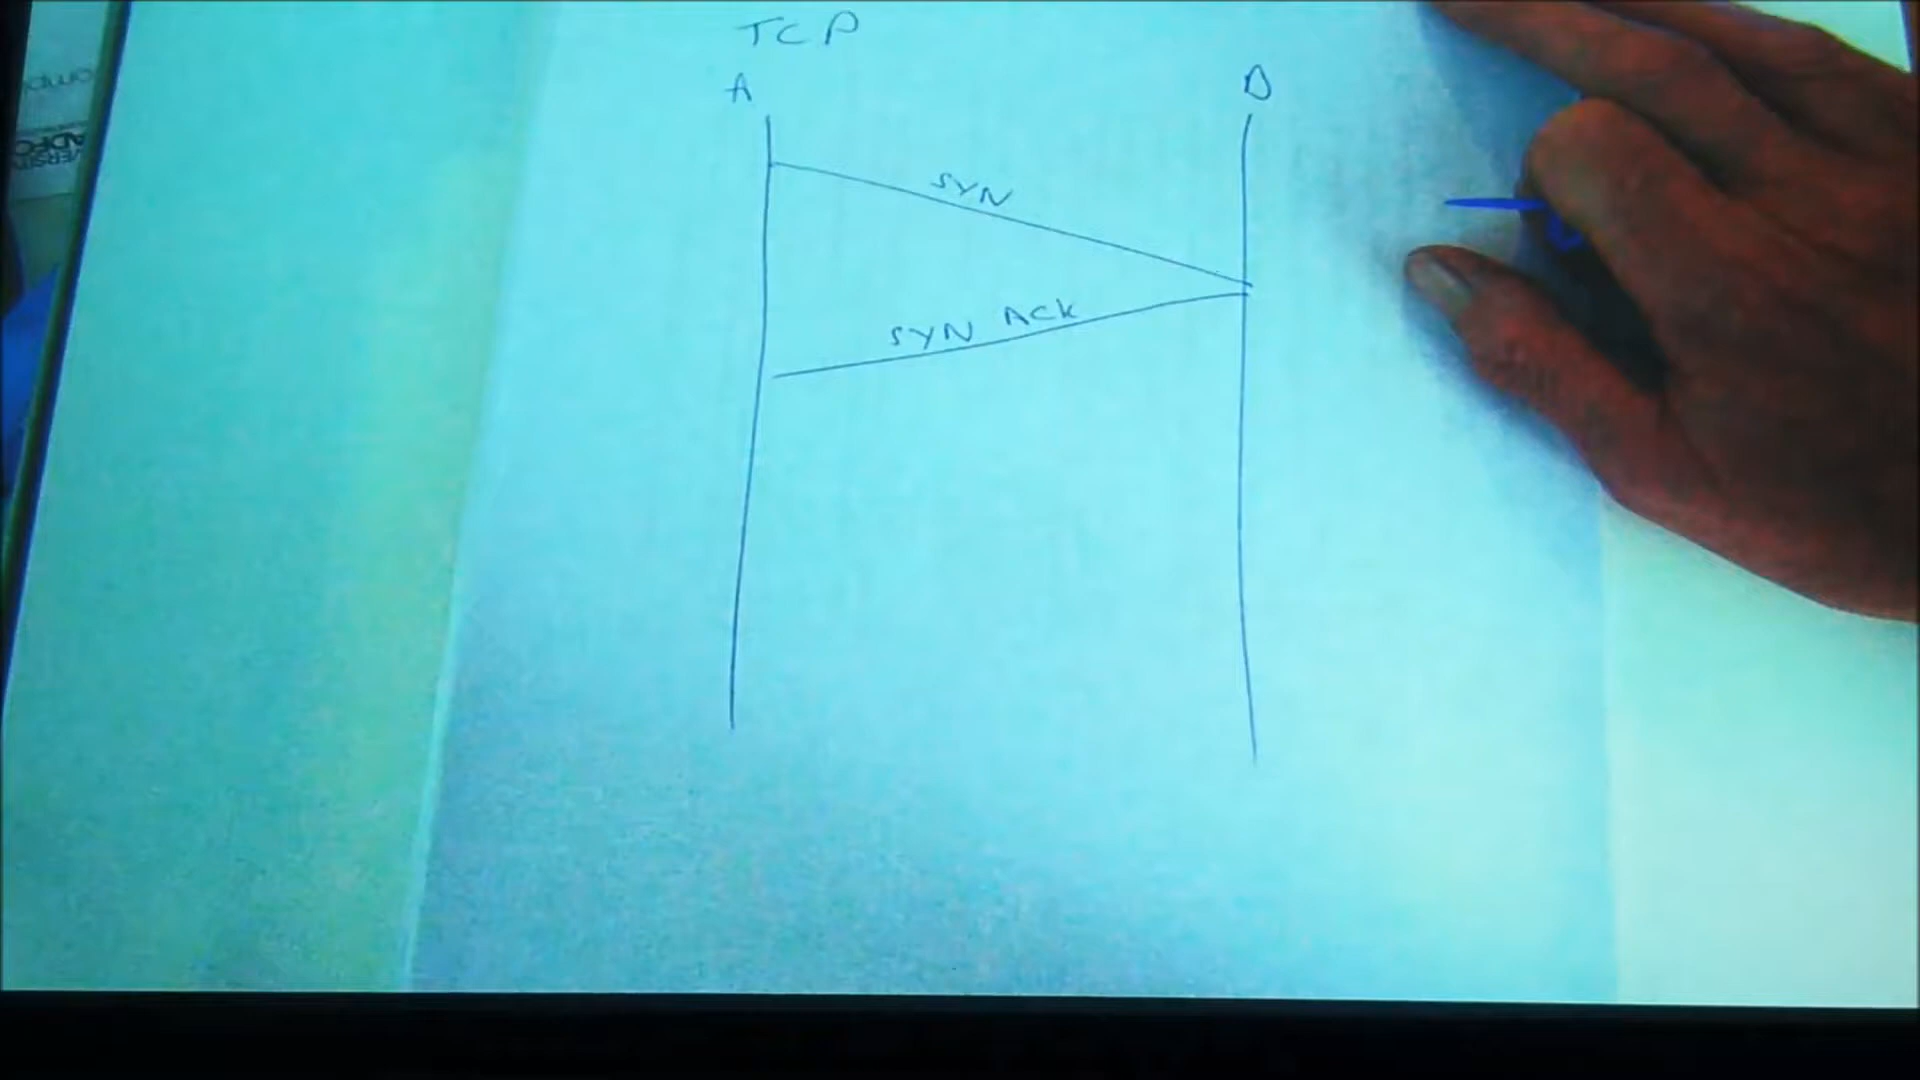 TCP
A D
SYN
SYN ACK